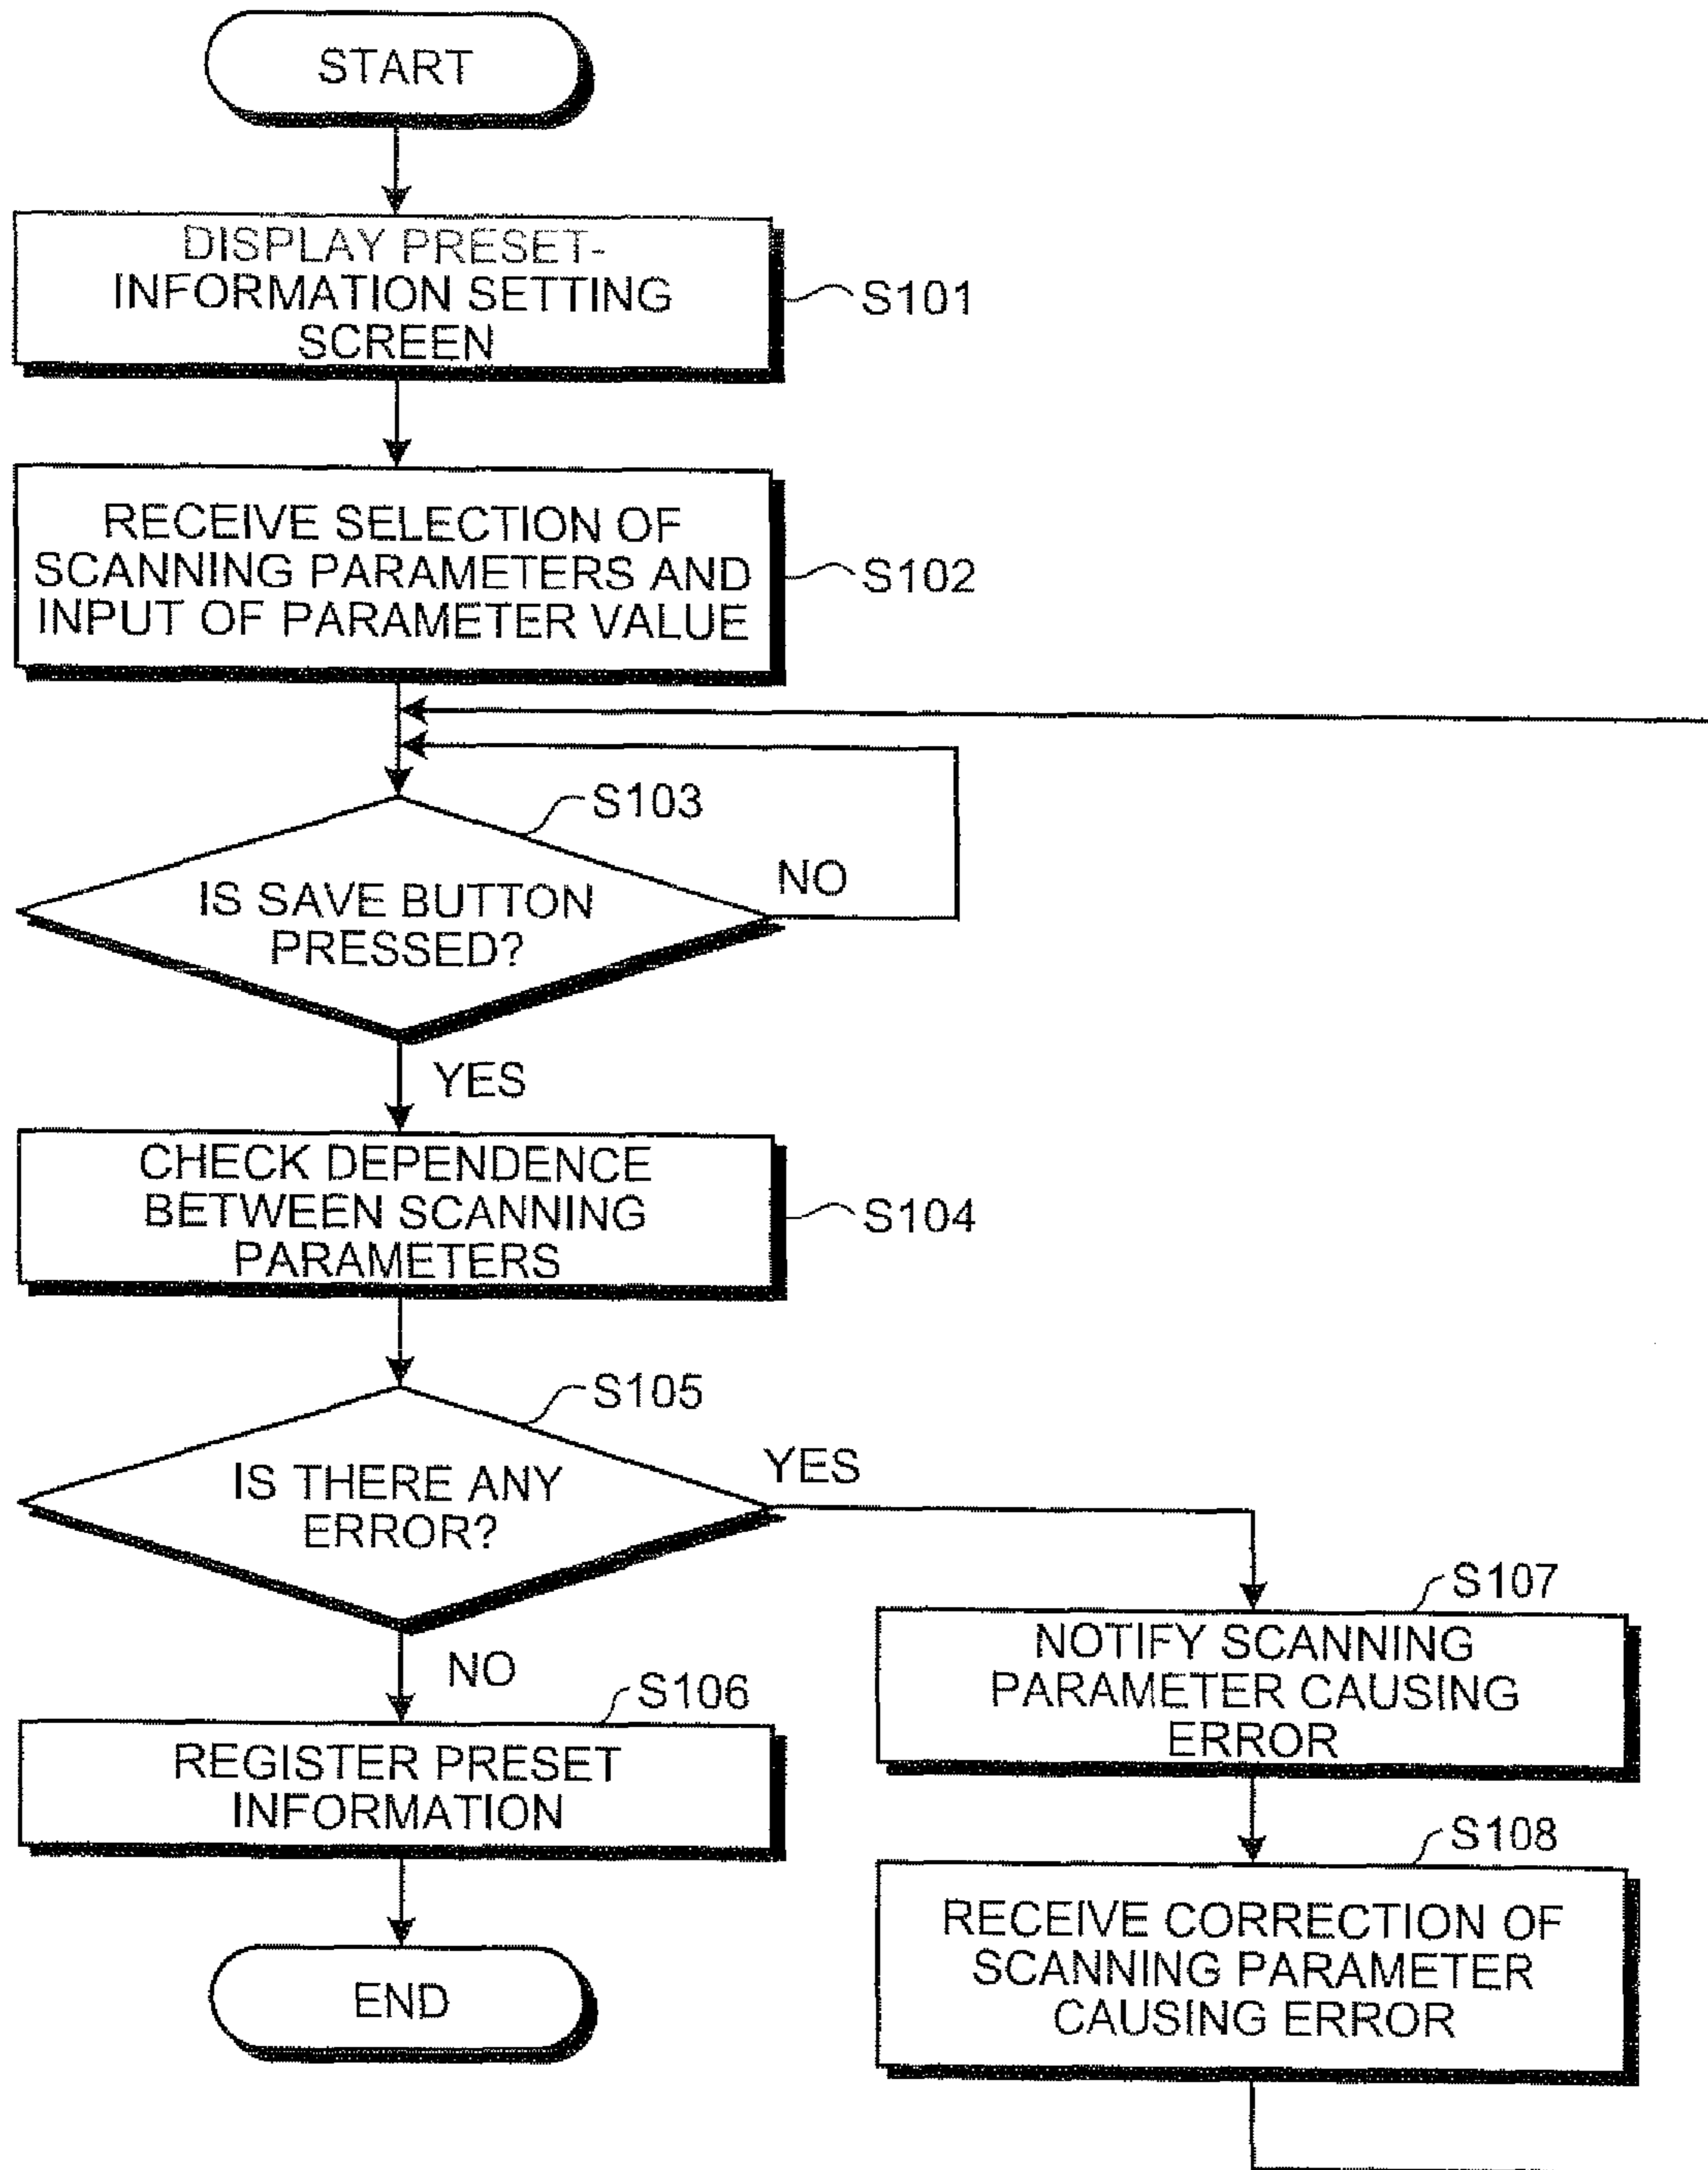 START
DISPLAY PRESET-
INFORMATION SETTING
SCREEN
S101
RECEIVE SELECTION OF
SCANNING PARAMETERS AND
INPUT OF PARAMETER VALUE
S102
S103
IS SAVE BUTTON
PRESSED?
NO
YES
CHECK DEPENDENCE
BETWEEN SCANNING
PARAMETERS
S104
S105
IS THERE ANY
ERROR?
YES
NO
S106
REGISTER PRESET
INFORMATION
END
S107
NOTIFY SCANNING
PARAMETER CAUSING
ERROR
S108
RECEIVE CORRECTION OF
SCANNING PARAMETER
CAUSING ERROR